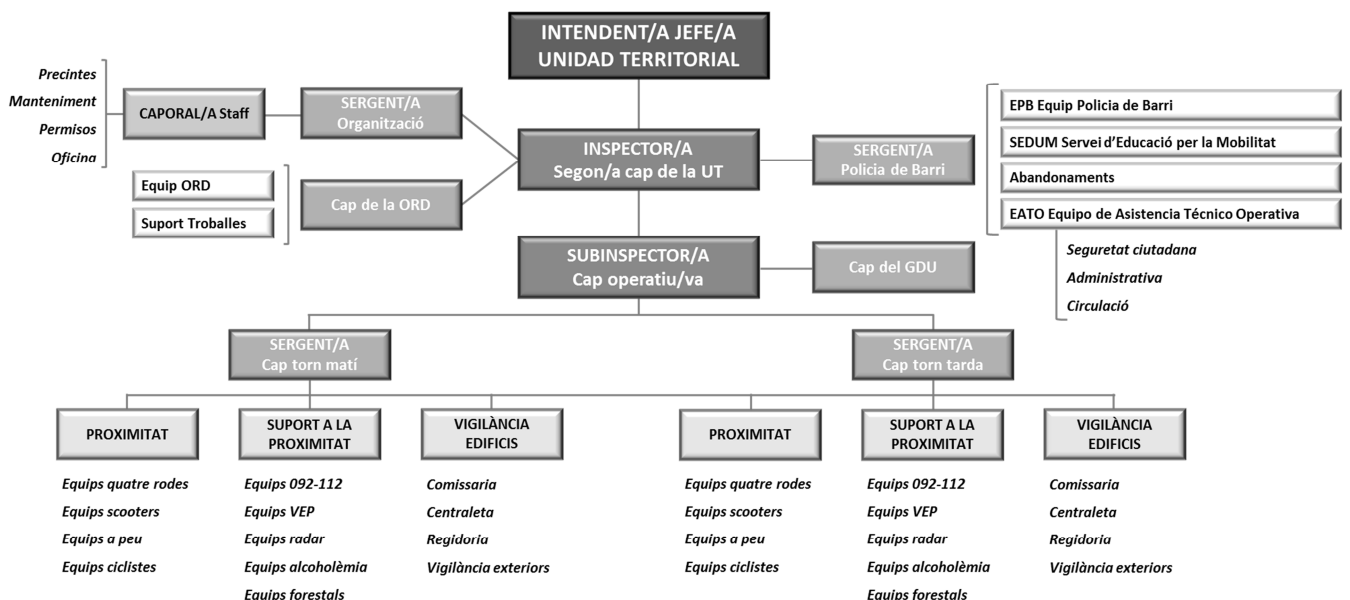 INTENDENT/A JEFE/A
UNIDAD TERRITORIAL
Precintes
Manteniment
Permisos
Oficina
CAPORAL/A Staff
SERGENT/A
Organització
Equip ORD
Suport Troballes
Cap de la ORD
INSPECTOR/A
Segon/a cap de la UT
SERGENT/A
Policia de Barri
EPB Equip Policia de Barri
SEDUM Servei d'Educació per la Mobilitat
Abandonaments
EATO Equipo de Asistencia Técnico Operativa
Seguretat ciutadana
Administrativa
Circulació
SUBINSPECTOR/A
Cap operatiu/va
Cap del GDU
SERGENT/A
Cap torn matí
SERGENT/A
Cap torn tarda
PROXIMITAT
Equips quatre rodes
Equips scooters
Equips a peu
Equips ciclistes
SUPORT A LA
PROXIMITAT
Equips 092-112
Equips VEP
Equips radar
Equips alcoholèmia
Equips forestals
VIGILÀNCIA
EDIFICIS
Comissaria
Centraleta
Regidoria
Vigilància exteriors
PROXIMITAT
Equips quatre rodes
Equips scooters
Equips a peu
Equips ciclistes
SUPORT A LA
PROXIMITAT
Equips 092-112
Equips VEP
Equips radar
Equips alcoholèmia
Equips forestals
VIGILÀNCIA
EDIFICIS
Comissaria
Centraleta
Regidoria
Vigilància exteriors